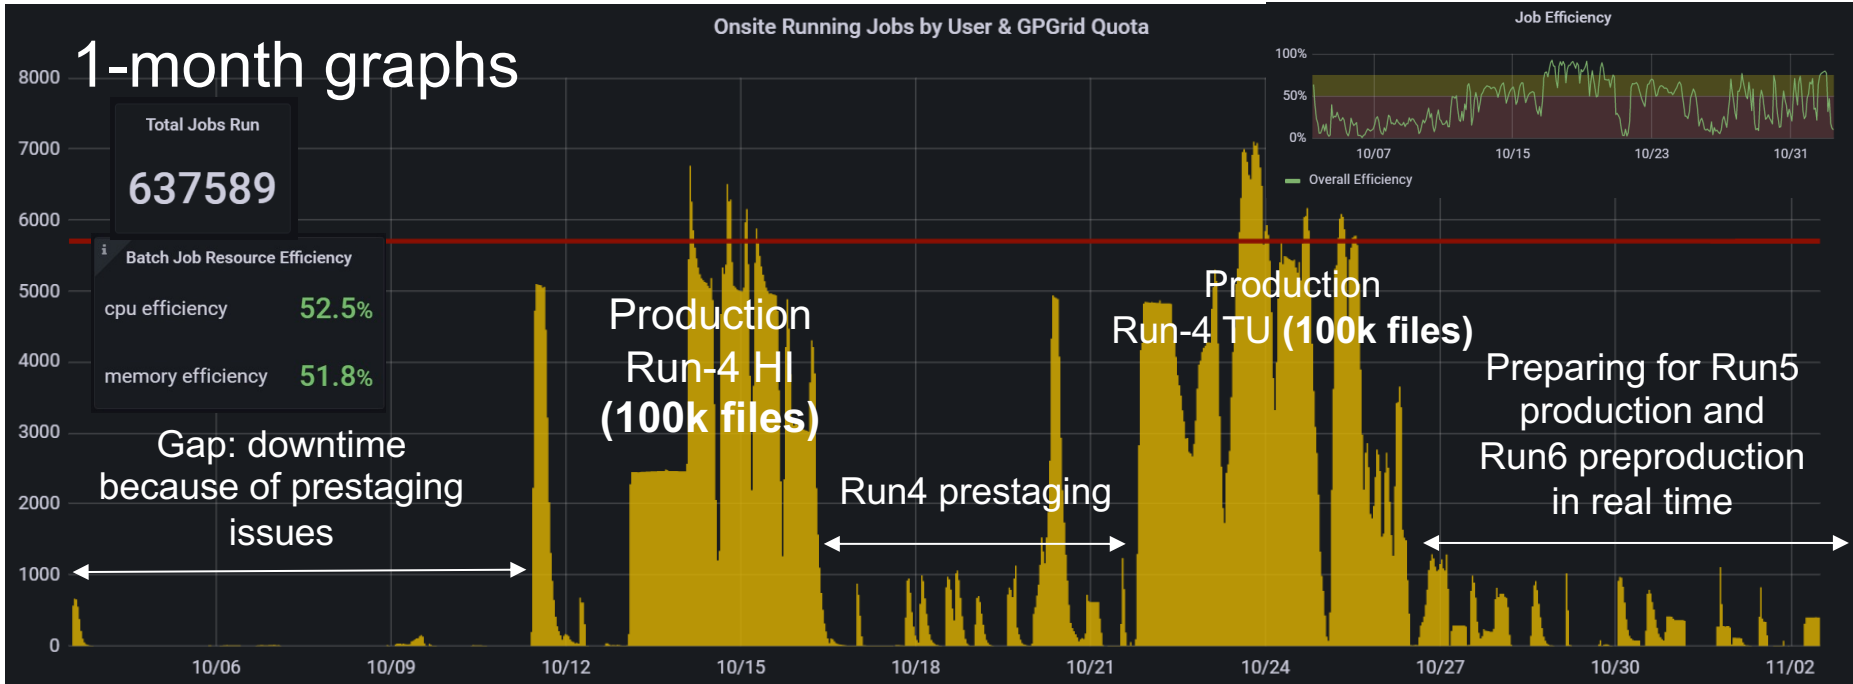 Onsite Running Jobs by User & GPGrid Quota
1-month graphs
8000
7000
6000
5000
4000
3000
2000
1000
0
Total Jobs Run
637589
i
Batch Job Resource Efficiency
cpu efficiency 52.5%
memory efficiency 51.8%
Gap: downtime
because of prestaging
issues
Production
Run-4 HI
(100k files)
Run4 prestaging
Production
Run-4 TU (100k files)
Preparing for Run5
production and
Run6 preproduction
in real time
10/06 10/09 10/12 10/15 10/18 10/21 10/24 10/27 10/30 11/02
Job Efficiency
100%
50%
0%
10/07 10/15 10/23 10/31
Overall Efficiency